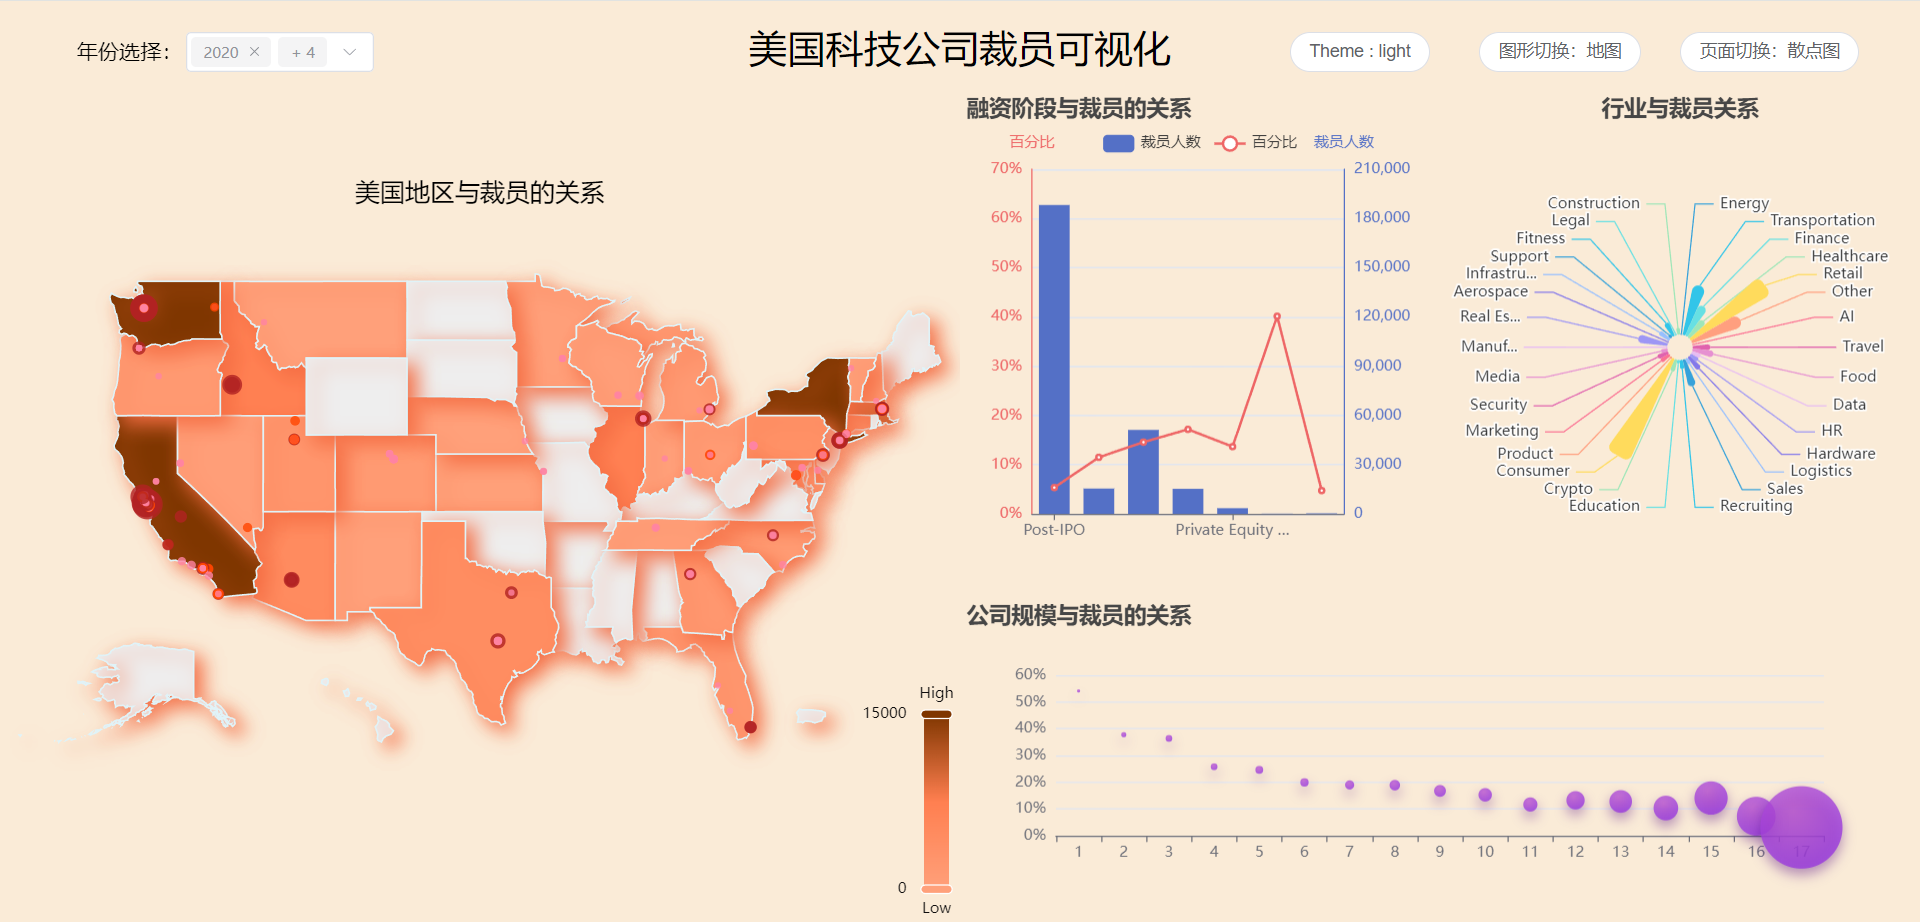 年份选择：
2020 ×
+ 4
美国科技公司裁员可视化
Theme : light
图形切换：地图
页面切换：散点图
美国地区与裁员的关系
High
15000
0
Low
融资阶段与裁员的关系
百分比
裁员人数
百分比
裁员人数
70%
60%
50%
40%
30%
20%
10%
0%
210,000
180,000
150,000
120,000
90,000
60,000
30,000
0
Post-IPO
Private Equity ...
行业与裁员关系
Construction
Legal
Fitness
Support
Infrastru...
Aerospace
Real Es...
Manuf...
Media
Security
Marketing
Product
Consumer
Crypto
Education
Energy
Transportation
Finance
Healthcare
Retail
Other
AI
Travel
Food
Data
HR
Hardware
Logistics
Sales
Recruiting
公司规模与裁员的关系
60%
50%
40%
30%
20%
10%
0%
1 2 3 4 5 6 7 8 9 10 11 12 13 14 15 16 17